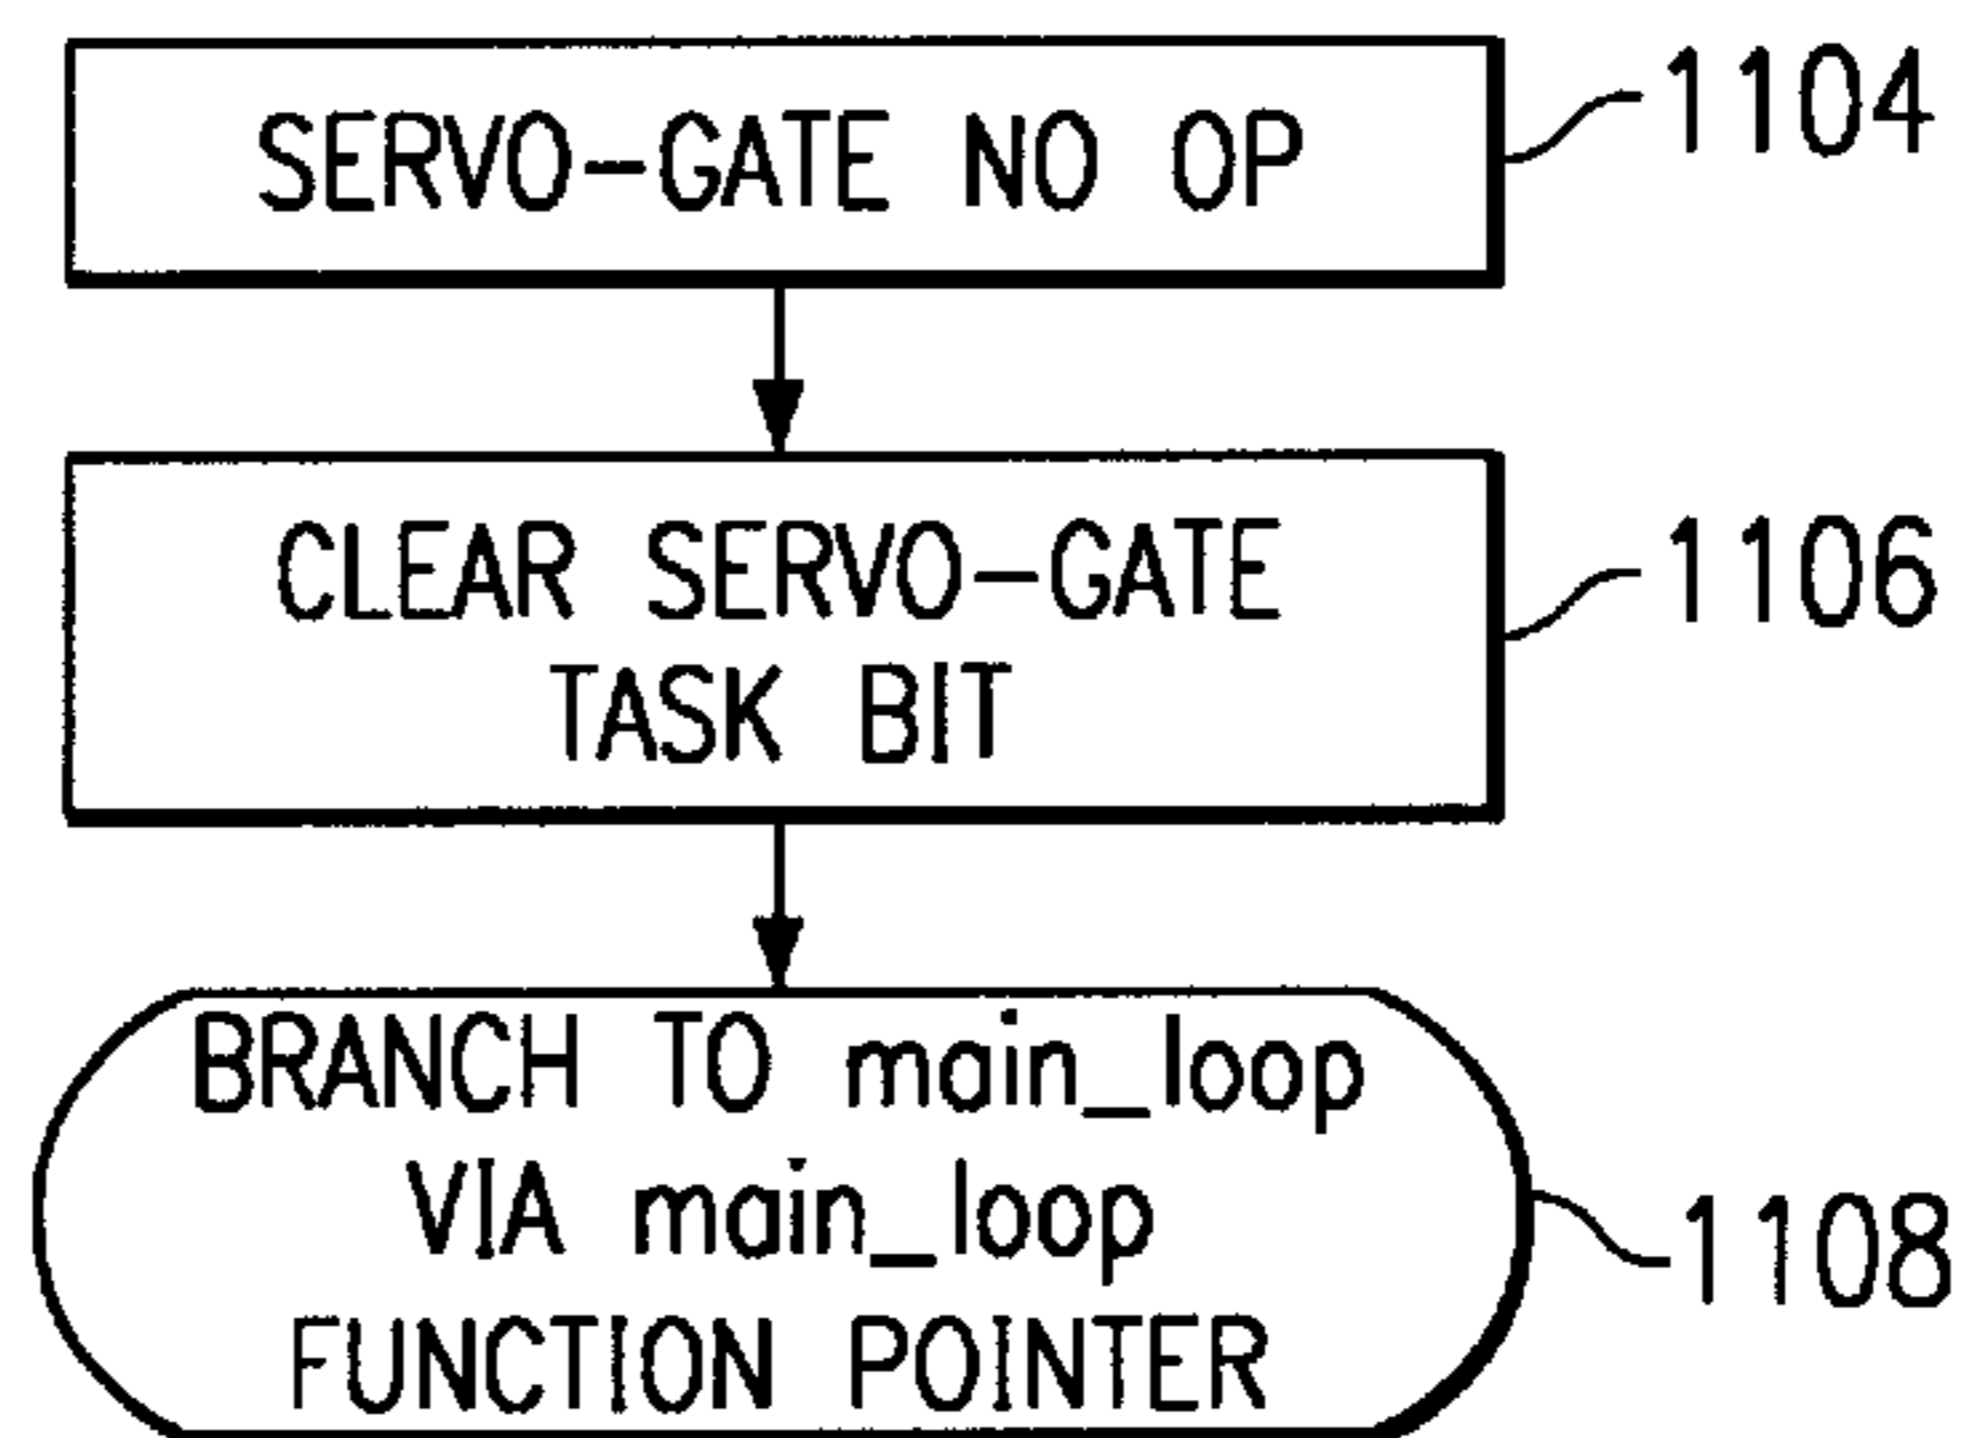 SERVO-GATE NO OP
1104
CLEAR SERVO-GATE
TASK BIT
1106
BRANCH TO main_loop
VIA main_loop
FUNCTION POINTER
1108